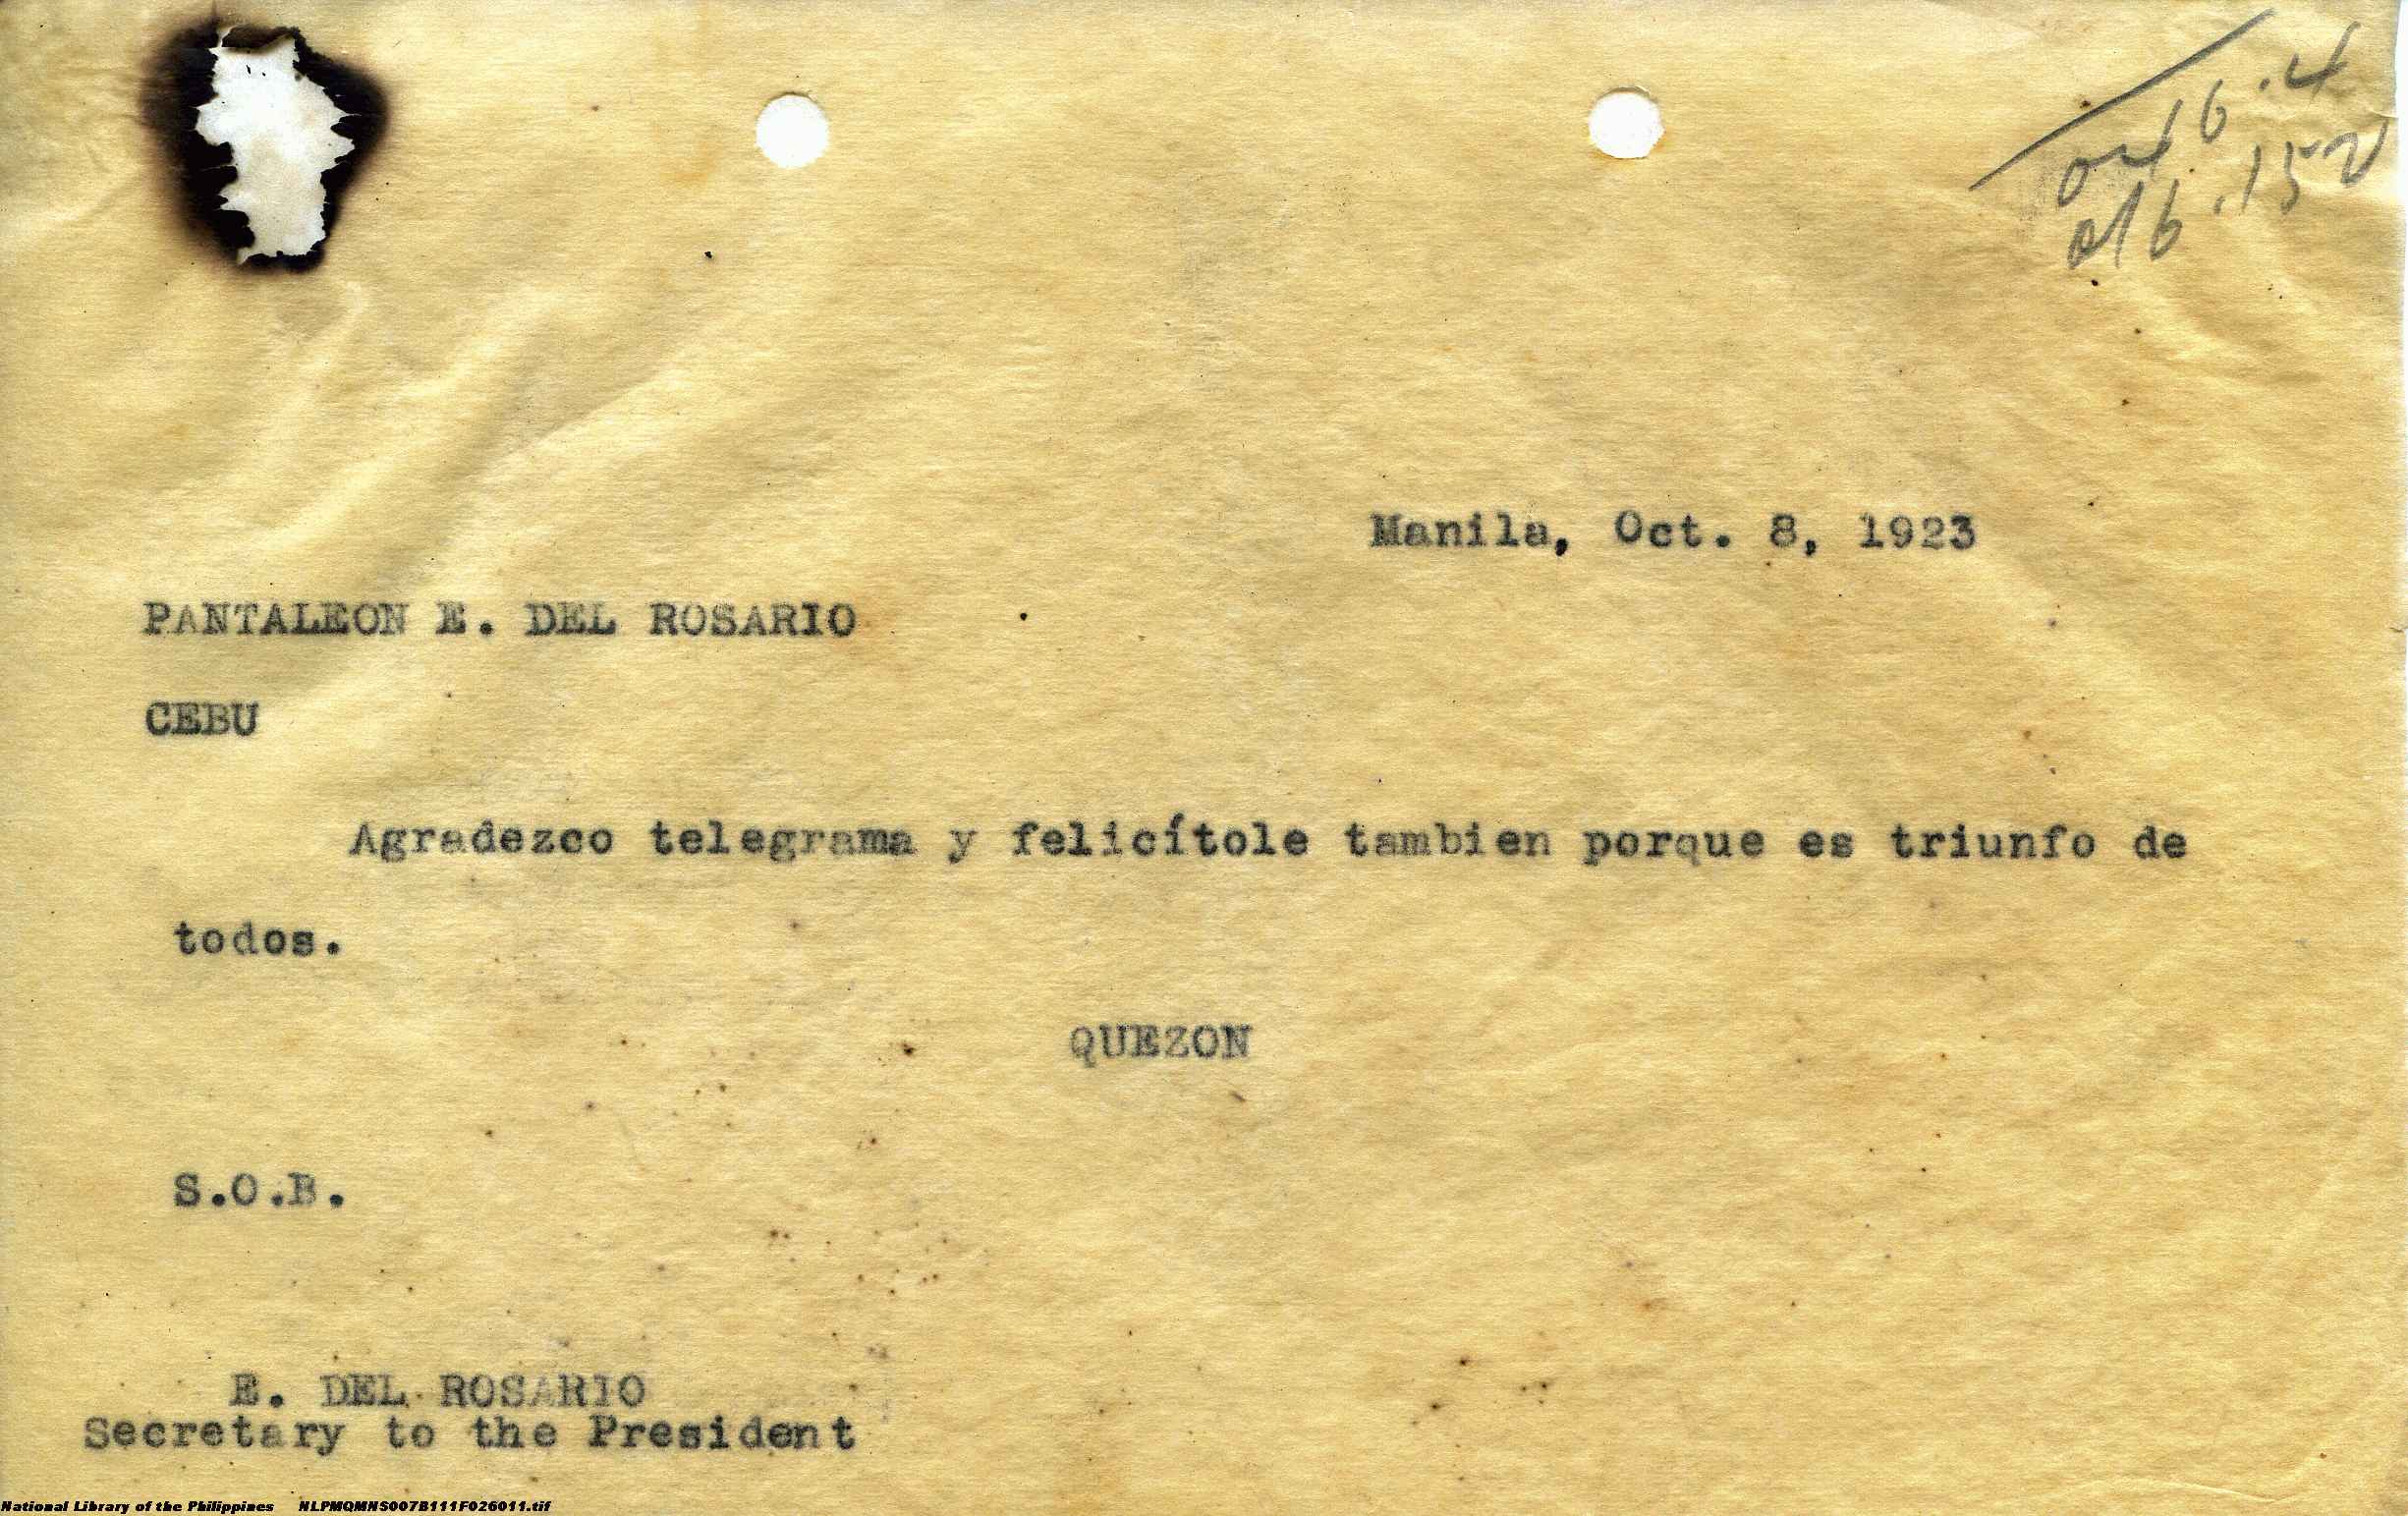 Manila, Oct. 8, 1923
PANTALEON E. DEL ROSARIO
CEBU
Agradezco telegrama y felicítole tambien porque es triunfo de
todos.
QUEZON
S.O.B.
E. DEL ROSARIO
Secretary to the President
National Library of the Philippines NLPMQMNS007B111F026011.tif